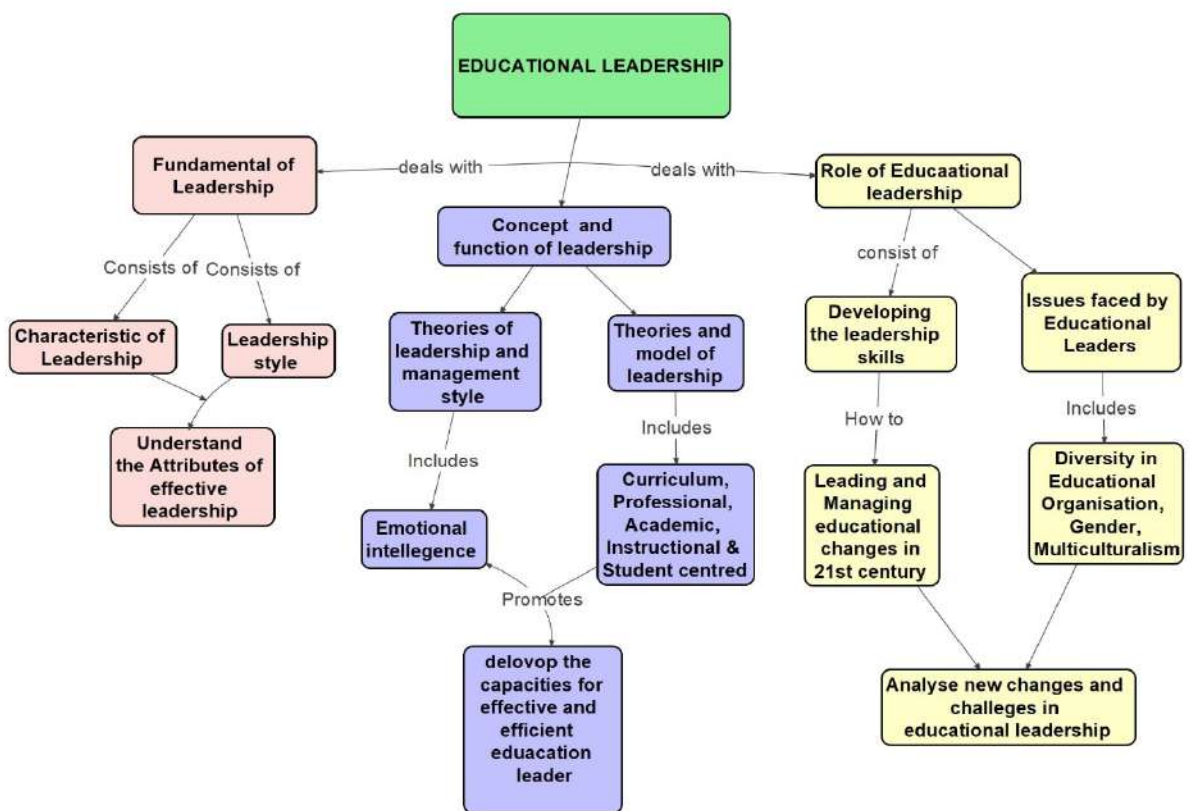 EDUCATIONAL LEADERSHIP
Fundamental of
Leadership
deals with
deals with
Role of Educaational
leadership
Concept and
function of leadership
Consists of
Consists of
consist of
Characteristic of
Leadership
Leadership
style
Theories of
leadership and
management
style
Theories and
model of
leadership
Developing
the leadership
skills
Issues faced by
Educational
Leaders
Understand
the Attributes of
effective
leadership
Includes
Includes
How to
Includes
Emotional
intellegence
Curriculum,
Professional,
Academic,
Instructional &
Student centred
Leading and
Managing
educational
changes in
21st century
Diversity in
Educational
Organisation,
Gender,
Multiculturalism
Promotes
delovop the
capacities for
effective and
efficient
eduacation
leader
Analyse new changes and
challeges in
educational leadership